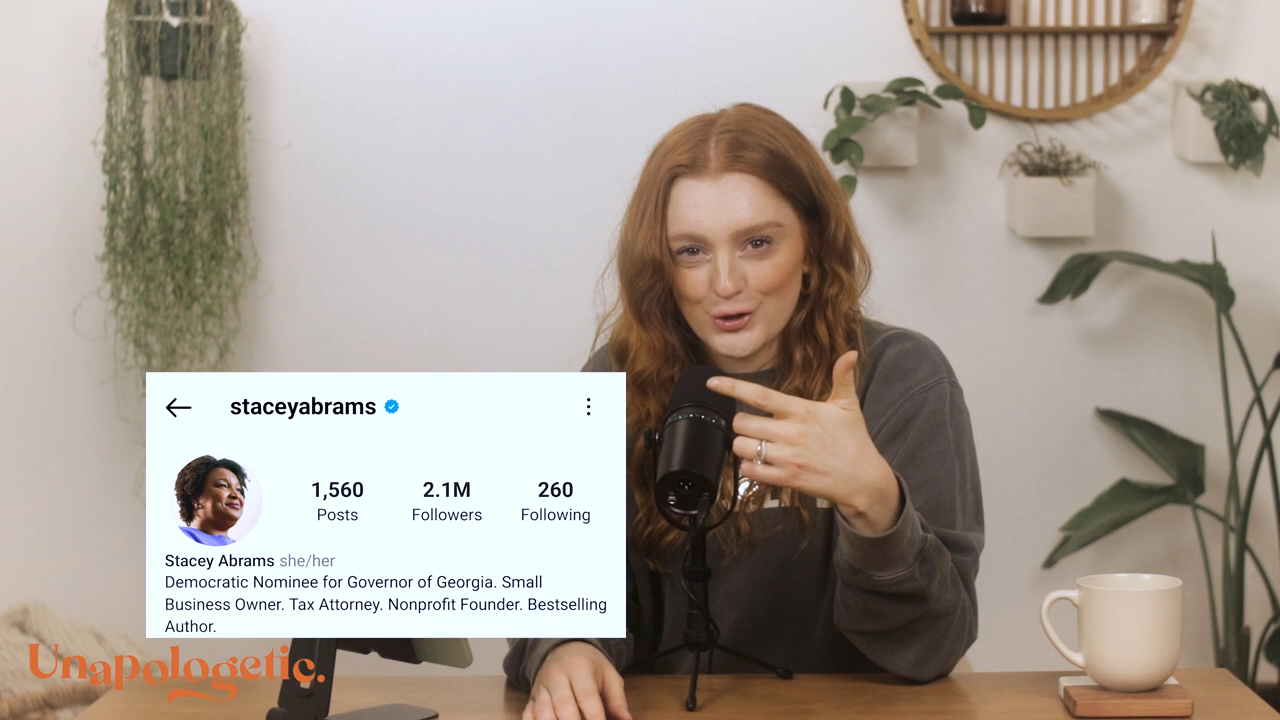 staceyabrams
1,560 2.1M 260
Posts Followers Following
Stacey Abrams she/her
Democratic Nominee for Governor of Georgia. Small
Business Owner. Tax Attorney. Nonprofit Founder. Bestselling
Author.
Unapologetic.